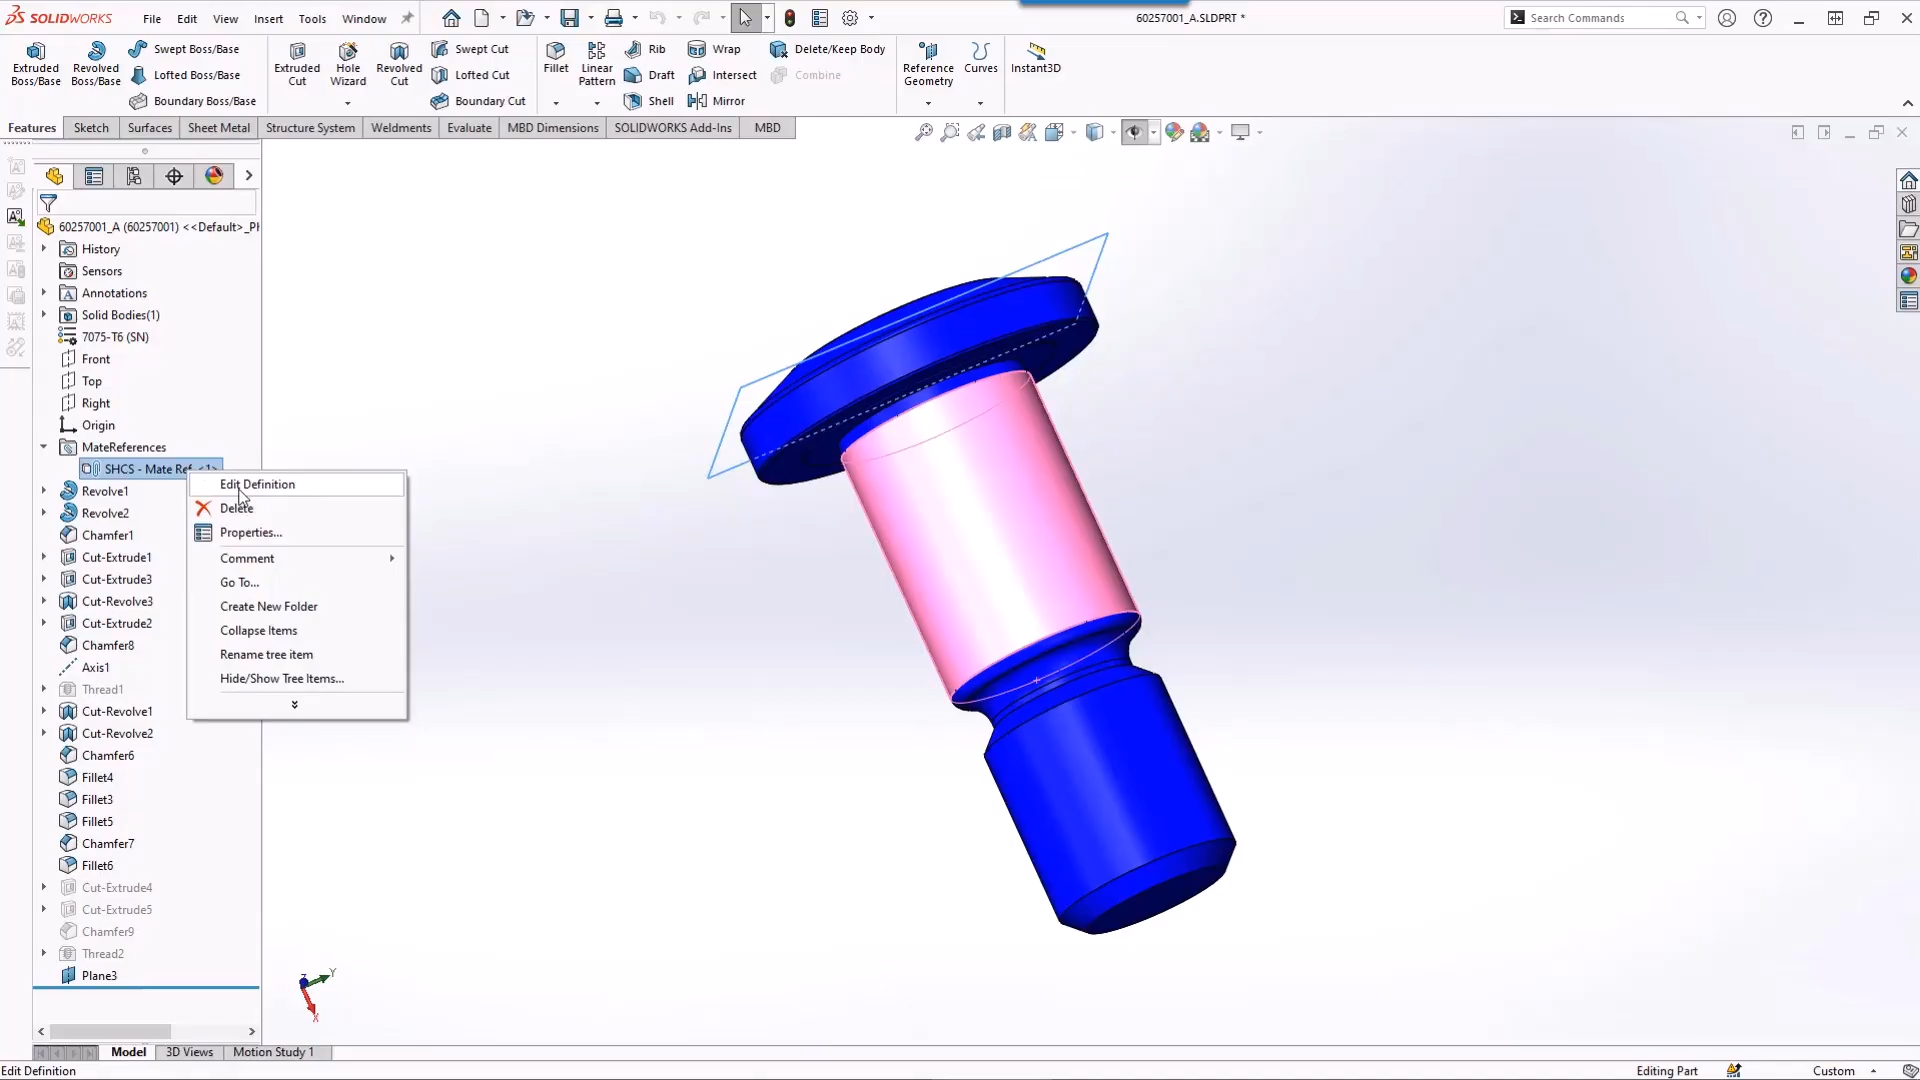 SOLIDWORKS File Edit View Insert Tools Window 60257001_A.SLDPRT * Search Commands
Extruded Boss/Base
Revolved Boss/Base
Swept Boss/Base
Lofted Boss/Base
Boundary Boss/Base
Extruded Cut
Hole Wizard
Revolved Cut
Swept Cut
Lofted Cut
Boundary Cut
Fillet
Linear Pattern
Rib
Draft
Shell
Wrap
Intersect
Mirror
Delete/Keep Body
Combine
Reference Geometry
Curves
Instant3D
Features Sketch Surfaces Sheet Metal Structure System Weldments Evaluate MBD Dimensions SOLIDWORKS Add-Ins MBD
60257001_A (60257001) <<Default>_Pl
History
Sensors
Annotations
Solid Bodies(1)
7075-T6 (SN)
Front
Top
Right
Origin
MateReferences
SHCS - Mate Ref <1>
Revolve1
Revolve2
Chamfer1
Cut-Extrude1
Cut-Extrude3
Cut-Revolve3
Cut-Extrude2
Chamfer8
Axis1
Thread1
Cut-Revolve1
Cut-Revolve2
Chamfer6
Fillet4
Fillet3
Fillet5
Chamfer7
Fillet6
Cut-Extrude4
Cut-Extrude5
Chamfer9
Thread2
Plane3
Edit Definition
Delete
Properties...
Comment
Go To...
Create New Folder
Collapse Items
Rename tree item
Hide/Show Tree Items...
Z
Y
X
Model 3D Views Motion Study 1
Edit Definition Editing Part Custom